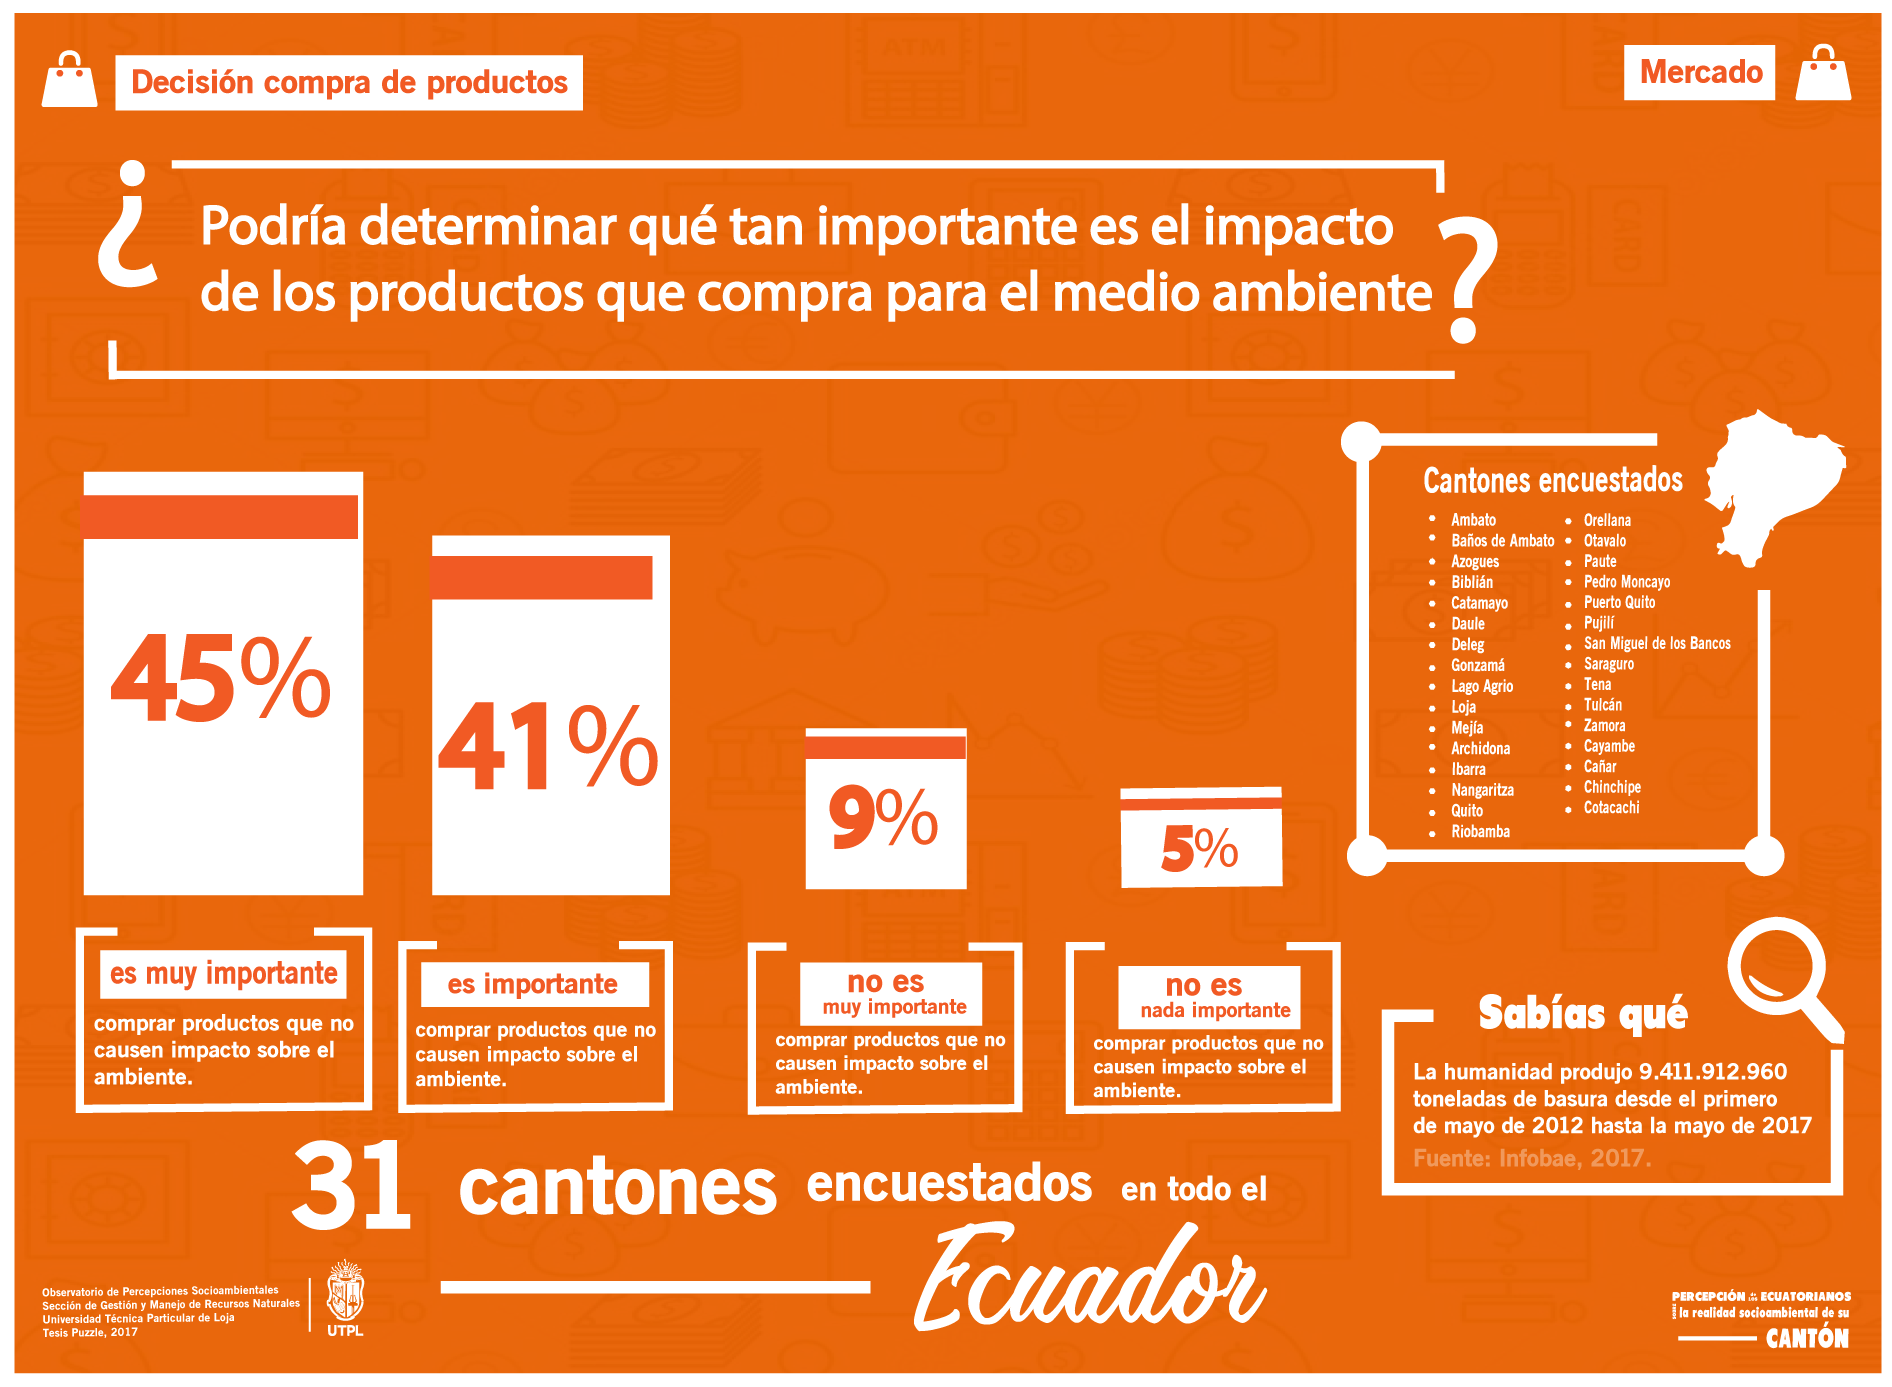 Decisión compra de productos
Mercado
¿
Podría determinar qué tan importante es el impacto
de los productos que compra para el medio ambiente
?
45%
41%
9%
5%
es muy importante
comprar productos que no
causen impacto sobre el
ambiente.
es importante
comprar productos que no
causen impacto sobre el
ambiente.
no es
muy importante
comprar productos que no
causen impacto sobre el
ambiente.
no es
nada importante
comprar productos que no
causen impacto sobre el
ambiente.
Cantones encuestados
Ambato
Baños de Ambato
Azogues
Biblián
Catamayo
Daule
Deleg
Gonzamá
Lago Agrio
Loja
Mejía
Archidona
Ibarra
Nangaritza
Quito
Riobamba
Orellana
Otavalo
Paute
Pedro Moncayo
Puerto Quito
Pujilí
San Miguel de los Bancos
Saraguro
Tena
Tulcán
Zamora
Cayambe
Cañar
Chinchipe
Cotacachi
Sabías qué
La humanidad produjo 9.411.912.960
toneladas de basura desde el primero
de mayo de 2012 hasta la mayo de 2017
Fuente: Infobae, 2017.
31 cantones encuestados en todo el
Ecuador
Observatorio de Percepciones Socioambientales
Sección de Gestión y Manejo de Recursos Naturales
Universidad Técnica Particular de Loja
Tesis Puzzle, 2017
UTPL
PERCEPCIÓN DE LOS ECUATORIANOS
SOBRE la realidad socioambiental de su
CANTÓN